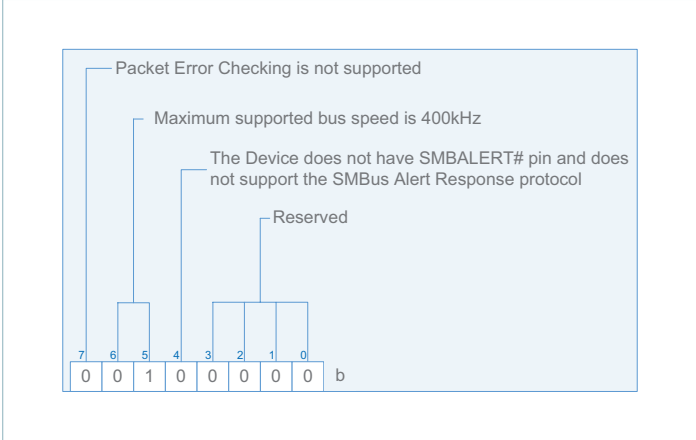 Packet Error Checking is not supported
Maximum supported bus speed is 400kHz
The Device does not have SMBALERT# pin and does
not support the SMBus Alert Response protocol
Reserved
7 6 5 4 3 2 1 0
0 0 1 0 0 0 0 0 b